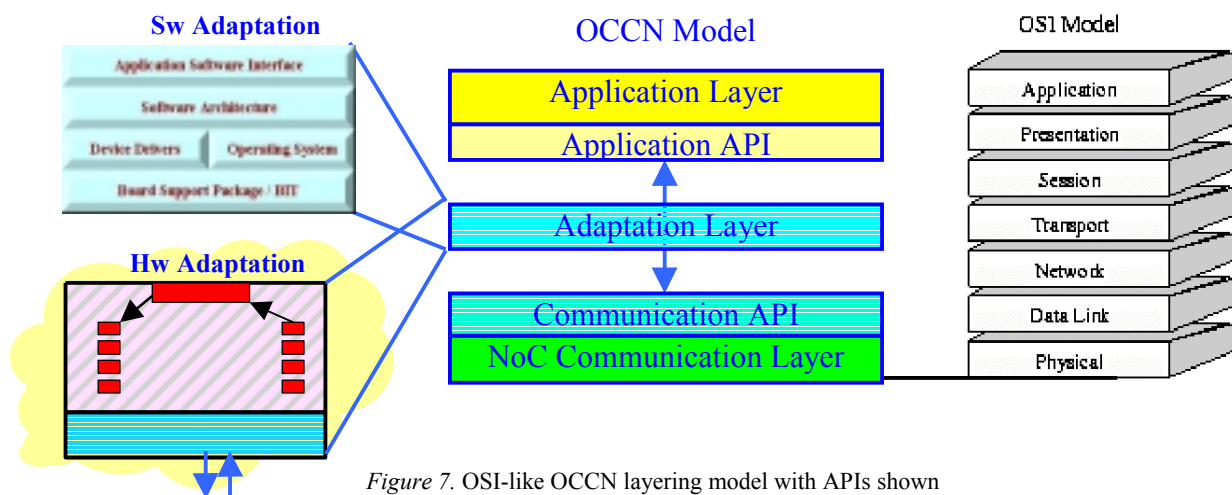 Sw Adaptation
Application Software Interface
Software Architecture
Device Drivers
Operating System
Board Support Package / BIT
Hw Adaptation
OCCN Model
Application Layer
Application API
Adaptation Layer
Communication API
NoC Communication Layer
OSI Model
Application
Presentation
Session
Transport
Network
Data Link
Physical
Figure 7. OSI-like OCCN layering model with APIs shown